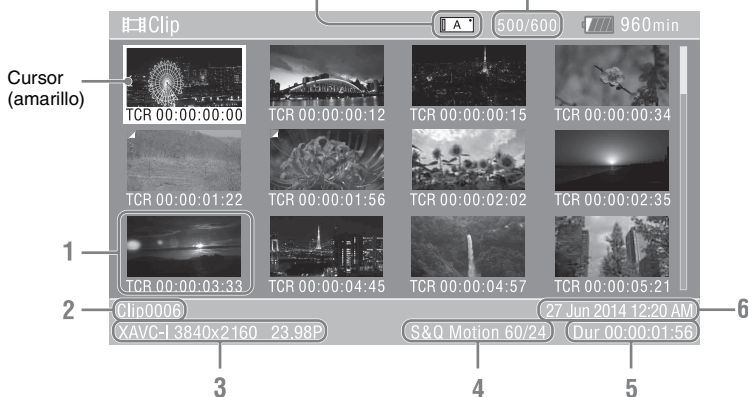 Clip A 500/600 960min
Cursor
(amarillo)
TCR 00:00:00:00 TCR 00:00:00:12 TCR 00:00:00:15 TCR 00:00:00:34
TCR 00:00:01:22 TCR 00:00:01:56 TCR 00:00:02:02 TCR 00:00:02:35
1
TCR 00:00:03:33 TCR 00:00:04:45 TCR 00:00:04:57 TCR 00:00:05:21
2 Clip0006 27 Jun 2014 12:20 AM 6
XAVC-I 3840x2160 23.98P S&Q Motion 60/24 Dur 00:00:01:56
3 4 5